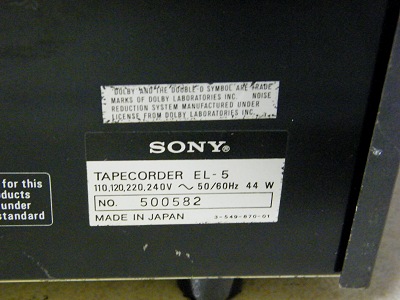 DOLBY AND THE DOUBLE-D SYMBOL ARE TRADE
MARKS OF DOLBY LABORATORIES INC. NOISE
REDUCTION SYSTEM MANUFACTURED UNDER
LICENSE FROM DOLBY LABORATORIES INC.
SONY®
TAPECORDER EL-5
110,120,220,240V ~ 50/60Hz 44 W
NO. 500582
MADE IN JAPAN 3-549-670-01
for this
oducts
under
standard